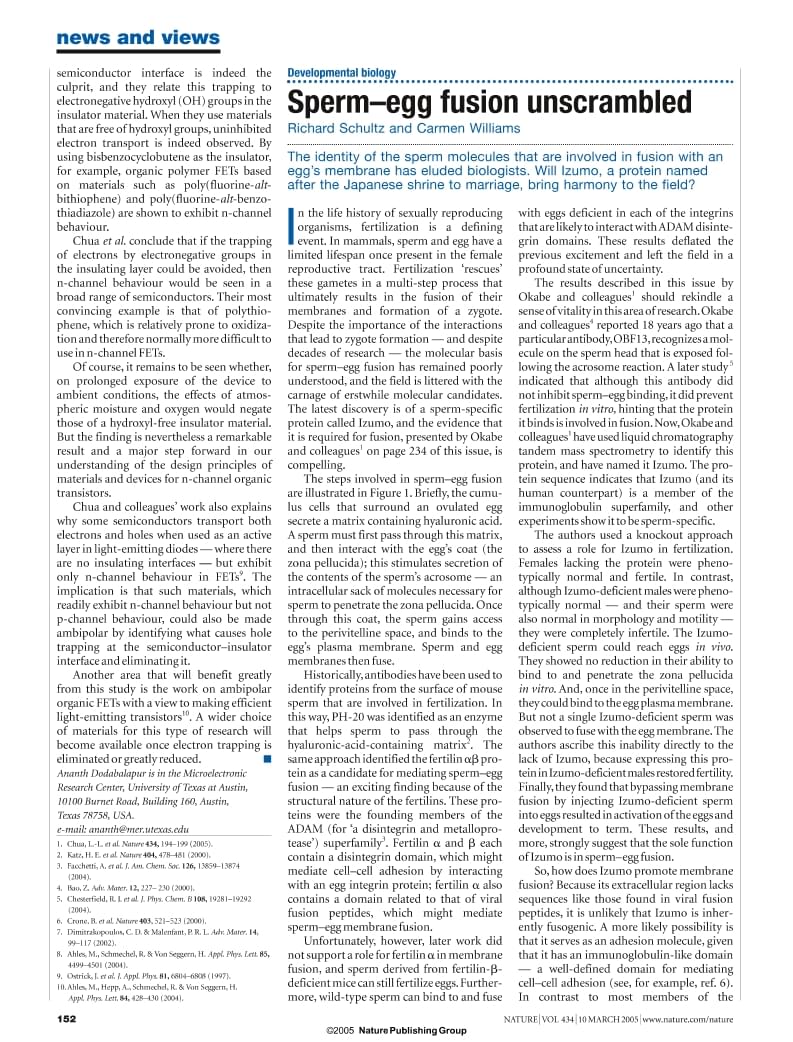 news and views
semiconductor interface is indeed the
culprit, and they relate this trapping to
electronegative hydroxyl (OH) groups in the
insulator material. When they use materials
that are free of hydroxyl groups, uninhibited
electron transport is indeed observed. By
using bisbenzocyclobutene as the insulator,
for example, organic polymer FETs based
on materials such as poly(fluorine-alt-
bithiophene) and poly(fluorine-alt-benzo-
thiadiazole) are shown to exhibit n-channel
behaviour.
Chua et al. conclude that if the trapping
of electrons by electronegative groups in
the insulating layer could be avoided, then
n-channel behaviour would be seen in a
broad range of semiconductors. Their most
convincing example is that of polythio-
phene, which is relatively prone to oxidiza-
tion and therefore normally more difficult to
use in n-channel FETs.
Of course, it remains to be seen whether,
on prolonged exposure of the device to
ambient conditions, the effects of atmos-
pheric moisture and oxygen would negate
those of a hydroxyl-free insulator material.
But the finding is nevertheless a remarkable
result and a major step forward in our
understanding of the design principles of
materials and devices for n-channel organic
transistors.
Chua and colleagues' work also explains
why some semiconductors transport both
electrons and holes when used as an active
layer in light-emitting diodes — where there
are no insulating interfaces — but exhibit
only n-channel behaviour in FETs9. The
implication is that such materials, which
readily exhibit n-channel behaviour but not
p-channel behaviour, could also be made
ambipolar by identifying what causes hole
trapping at the semiconductor–insulator
interface and eliminating it.
Another area that will benefit greatly
from this study is the work on ambipolar
organic FETs with a view to making efficient
light-emitting transistors10. A wider choice
of materials for this type of research will
become available once electron trapping is
eliminated or greatly reduced. ■
Ananth Dodabalapur is in the Microelectronic
Research Center, University of Texas at Austin,
10100 Burnet Road, Building 160, Austin,
Texas 78758, USA.
e-mail: ananth@mer.utexas.edu
1. Chua, L.-L. et al. Nature 434, 194–199 (2005).
2. Katz, H. E. et al. Nature 404, 478–481 (2000).
3. Facchetti, A. et al. J. Am. Chem. Soc. 126, 13859–13874
(2004).
4. Bao, Z. Adv. Mater. 12, 227–230 (2000).
5. Chesterfield, R. J. et al. J. Phys. Chem. B 108, 19281–19292
(2004).
6. Crone, B. et al. Nature 403, 521–523 (2000).
7. Dimitrakopoulos, C. D. & Malenfant, P. R. L. Adv. Mater. 14,
99–117 (2002).
8. Ahles, M., Schmechel, R. & Von Seggern, H. Appl. Phys. Lett. 85,
4499–4501 (2004).
9. Ostrick, J. et al. J. Appl. Phys. 81, 6804–6808 (1997).
10. Ahles, M., Hepp, A., Schmechel, R. & Von Seggern, H.
Appl. Phys. Lett. 84, 428–430 (2004).
Developmental biology
Sperm–egg fusion unscrambled
Richard Schultz and Carmen Williams
The identity of the sperm molecules that are involved in fusion with an
egg's membrane has eluded biologists. Will Izumo, a protein named
after the Japanese shrine to marriage, bring harmony to the field?
In the life history of sexually reproducing
organisms, fertilization is a defining
event. In mammals, sperm and egg have a
limited lifespan once present in the female
reproductive tract. Fertilization 'rescues'
these gametes in a multi-step process that
ultimately results in the fusion of their
membranes and formation of a zygote.
Despite the importance of the interactions
that lead to zygote formation — and despite
decades of research — the molecular basis
for sperm–egg fusion has remained poorly
understood, and the field is littered with the
carnage of erstwhile molecular candidates.
The latest discovery is of a sperm-specific
protein called Izumo, and the evidence that
it is required for fusion, presented by Okabe
and colleagues1 on page 234 of this issue, is
compelling.
The steps involved in sperm–egg fusion
are illustrated in Figure 1. Briefly, the cumu-
lus cells that surround an ovulated egg
secrete a matrix containing hyaluronic acid.
A sperm must first pass through this matrix,
and then interact with the egg's coat (the
zona pellucida); this stimulates secretion of
the contents of the sperm's acrosome — an
intracellular sack of molecules necessary for
sperm to penetrate the zona pellucida. Once
through this coat, the sperm gains access
to the perivitelline space, and binds to the
egg's plasma membrane. Sperm and egg
membranes then fuse.
Historically, antibodies have been used to
identify proteins from the surface of mouse
sperm that are involved in fertilization. In
this way, PH-20 was identified as an enzyme
that helps sperm to pass through the
hyaluronic-acid-containing matrix2. The
same approach identified the fertilin αβ pro-
tein as a candidate for mediating sperm–egg
fusion — an exciting finding because of the
structural nature of the fertilins. These pro-
teins were the founding members of the
ADAM (for 'a disintegrin and metallopro-
tease') superfamily3. Fertilin α and β each
contain a disintegrin domain, which might
mediate cell–cell adhesion by interacting
with an egg integrin protein; fertilin α also
contains a domain related to that of viral
fusion peptides, which might mediate
sperm–egg membrane fusion.
Unfortunately, however, later work did
not support a role for fertilin α in membrane
fusion, and sperm derived from fertilin-β-
deficient mice can still fertilize eggs. Further-
more, wild-type sperm can bind to and fuse
with eggs deficient in each of the integrins
that are likely to interact with ADAM disinte-
grin domains. These results deflated the
previous excitement and left the field in a
profound state of uncertainty.
The results described in this issue by
Okabe and colleagues1 should rekindle a
sense of vitality in this area of research. Okabe
and colleagues4 reported 18 years ago that a
particular antibody, OBF13, recognizes a mol-
ecule on the sperm head that is exposed fol-
lowing the acrosome reaction. A later study5
indicated that although this antibody did
not inhibit sperm–egg binding, it did prevent
fertilization in vitro, hinting that the protein
it binds is involved in fusion. Now, Okabe and
colleagues1 have used liquid chromatography
tandem mass spectrometry to identify this
protein, and have named it Izumo. The pro-
tein sequence indicates that Izumo (and its
human counterpart) is a member of the
immunoglobulin superfamily, and other
experiments show it to be sperm-specific.
The authors used a knockout approach
to assess a role for Izumo in fertilization.
Females lacking the protein were pheno-
typically normal and fertile. In contrast,
although Izumo-deficient males were pheno-
typically normal — and their sperm were
also normal in morphology and motility —
they were completely infertile. The Izumo-
deficient sperm could reach eggs in vivo.
They showed no reduction in their ability to
bind to and penetrate the zona pellucida
in vitro. And, once in the perivitelline space,
they could bind to the egg plasma membrane.
But not a single Izumo-deficient sperm was
observed to fuse with the egg membrane. The
authors ascribe this inability directly to the
lack of Izumo, because expressing this pro-
tein in Izumo-deficient males restored fertility.
Finally, they found that bypassing membrane
fusion by injecting Izumo-deficient sperm
into eggs resulted in activation of the eggs and
development to term. These results, and
more, strongly suggest that the sole function
of Izumo is in sperm–egg fusion.
So, how does Izumo promote membrane
fusion? Because its extracellular region lacks
sequences like those found in viral fusion
peptides, it is unlikely that Izumo is inher-
ently fusogenic. A more likely possibility is
that it serves as an adhesion molecule, given
that it has an immunoglobulin-like domain
— a well-defined domain for mediating
cell–cell adhesion (see, for example, ref. 6).
In contrast to most members of the
152
NATURE | VOL 434 | 10 MARCH 2005 | www.nature.com/nature
©2005 Nature Publishing Group